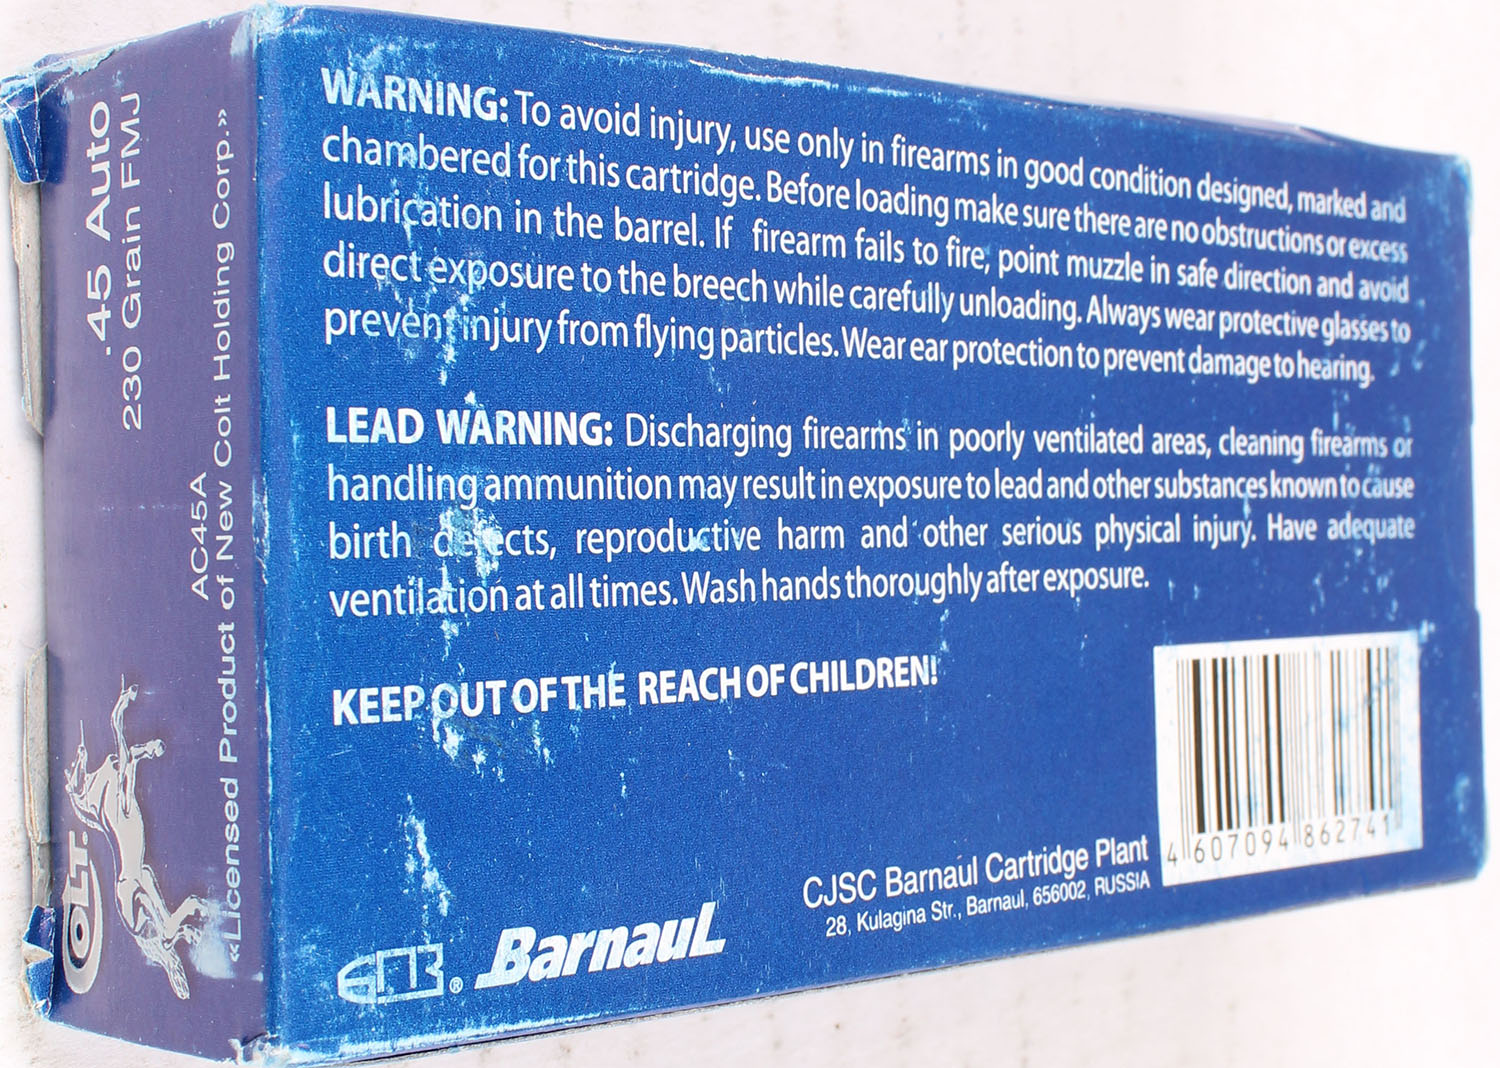 .45 Auto
230 Grain FMJ
AC45A
«Licensed Product of New Colt Holding Corp.»
COLT®
WARNING: To avoid injury, use only in firearms in good condition designed, marked and
chambered for this cartridge. Before loading make sure there are no obstructions or excess
lubrication in the barrel. If firearm fails to fire, point muzzle in safe direction and avoid
direct exposure to the breech while carefully unloading. Always wear protective glasses to
prevent injury from flying particles. Wear ear protection to prevent damage to hearing.
LEAD WARNING: Discharging firearms in poorly ventilated areas, cleaning firearms or
handling ammunition may result in exposure to lead and other substances known to cause
birth defects, reproductive harm and other serious physical injury. Have adequate
ventilation at all times. Wash hands thoroughly after exposure.
KEEP OUT OF THE REACH OF CHILDREN!
® BarnauL
CJSC Barnaul Cartridge Plant
28, Kulagina Str., Barnaul, 656002, RUSSIA
4 607094 862741